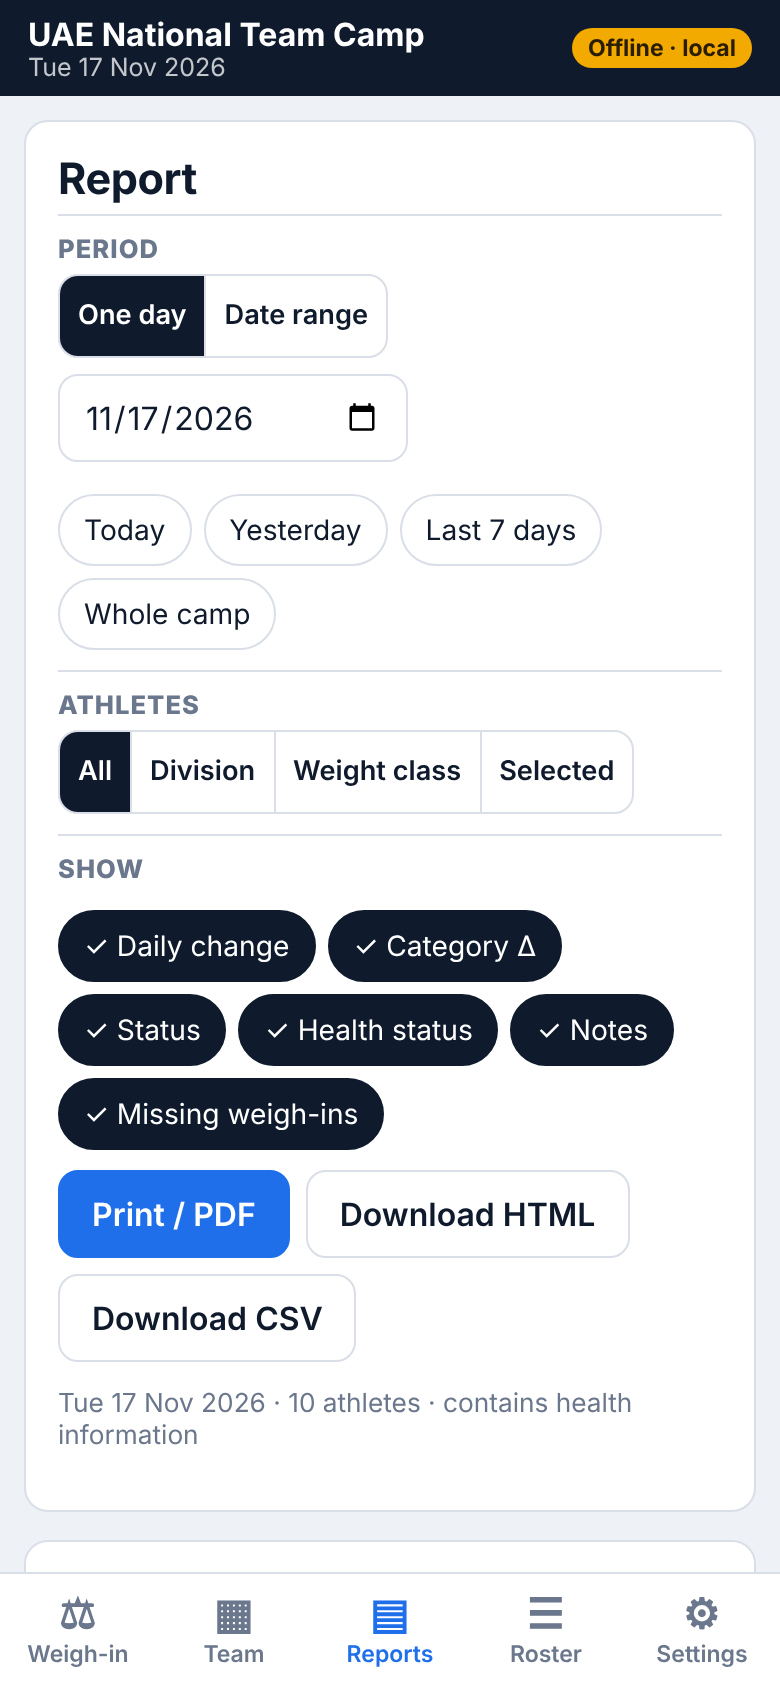 UAE National Team Camp
Tue 17 Nov 2026
Offline · local
Report
PERIOD
One day
Date range
11/17/2026
Today
Yesterday
Last 7 days
Whole camp
ATHLETES
All
Division
Weight class
Selected
SHOW
✓ Daily change
✓ Category Δ
✓ Status
✓ Health status
✓ Notes
✓ Missing weigh-ins
Print / PDF
Download HTML
Download CSV
Tue 17 Nov 2026 · 10 athletes · contains health
information
Weigh-in
Team
Reports
Roster
Settings